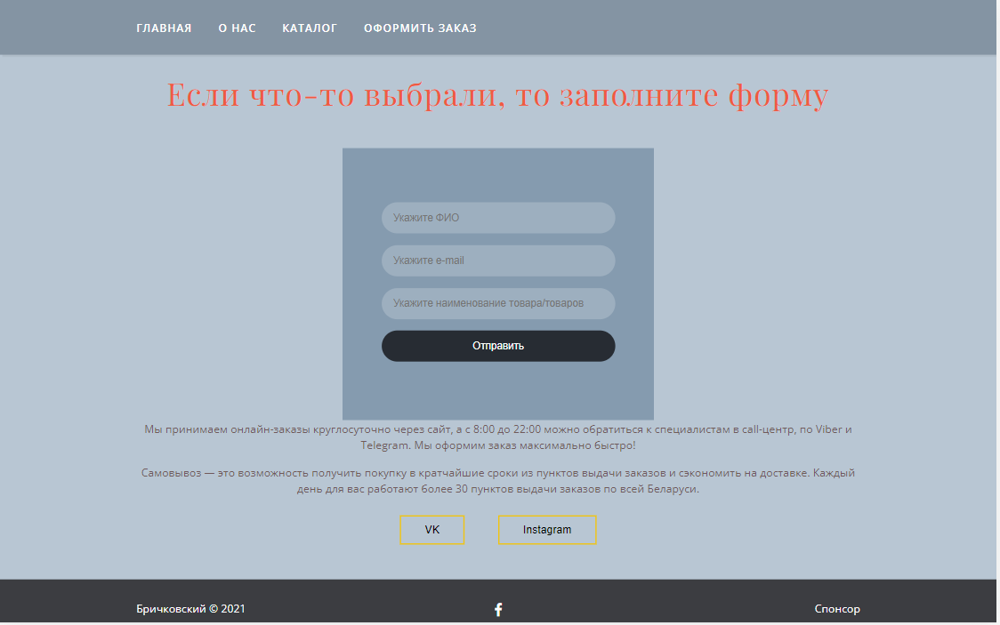 ГЛАВНАЯ О НАС КАТАЛОГ ОФОРМИТЬ ЗАКАЗ
Если что-то выбрали, то заполните форму
Укажите ФИО
Укажите e-mail
Укажите наименование товара/товаров
Отправить
Мы принимаем онлайн-заказы круглосуточно через сайт, а с 8:00 до 22:00 можно обратиться к специалистам в call-центр, по Viber и
Telegram. Мы оформим заказ максимально быстро!
Самовывоз — это возможность получить покупку в кратчайшие сроки из пунктов выдачи заказов и сэкономить на доставке. Каждый
день для вас работают более 30 пунктов выдачи заказов по всей Беларуси.
VK Instagram
Бричковский © 2021 Спонсор